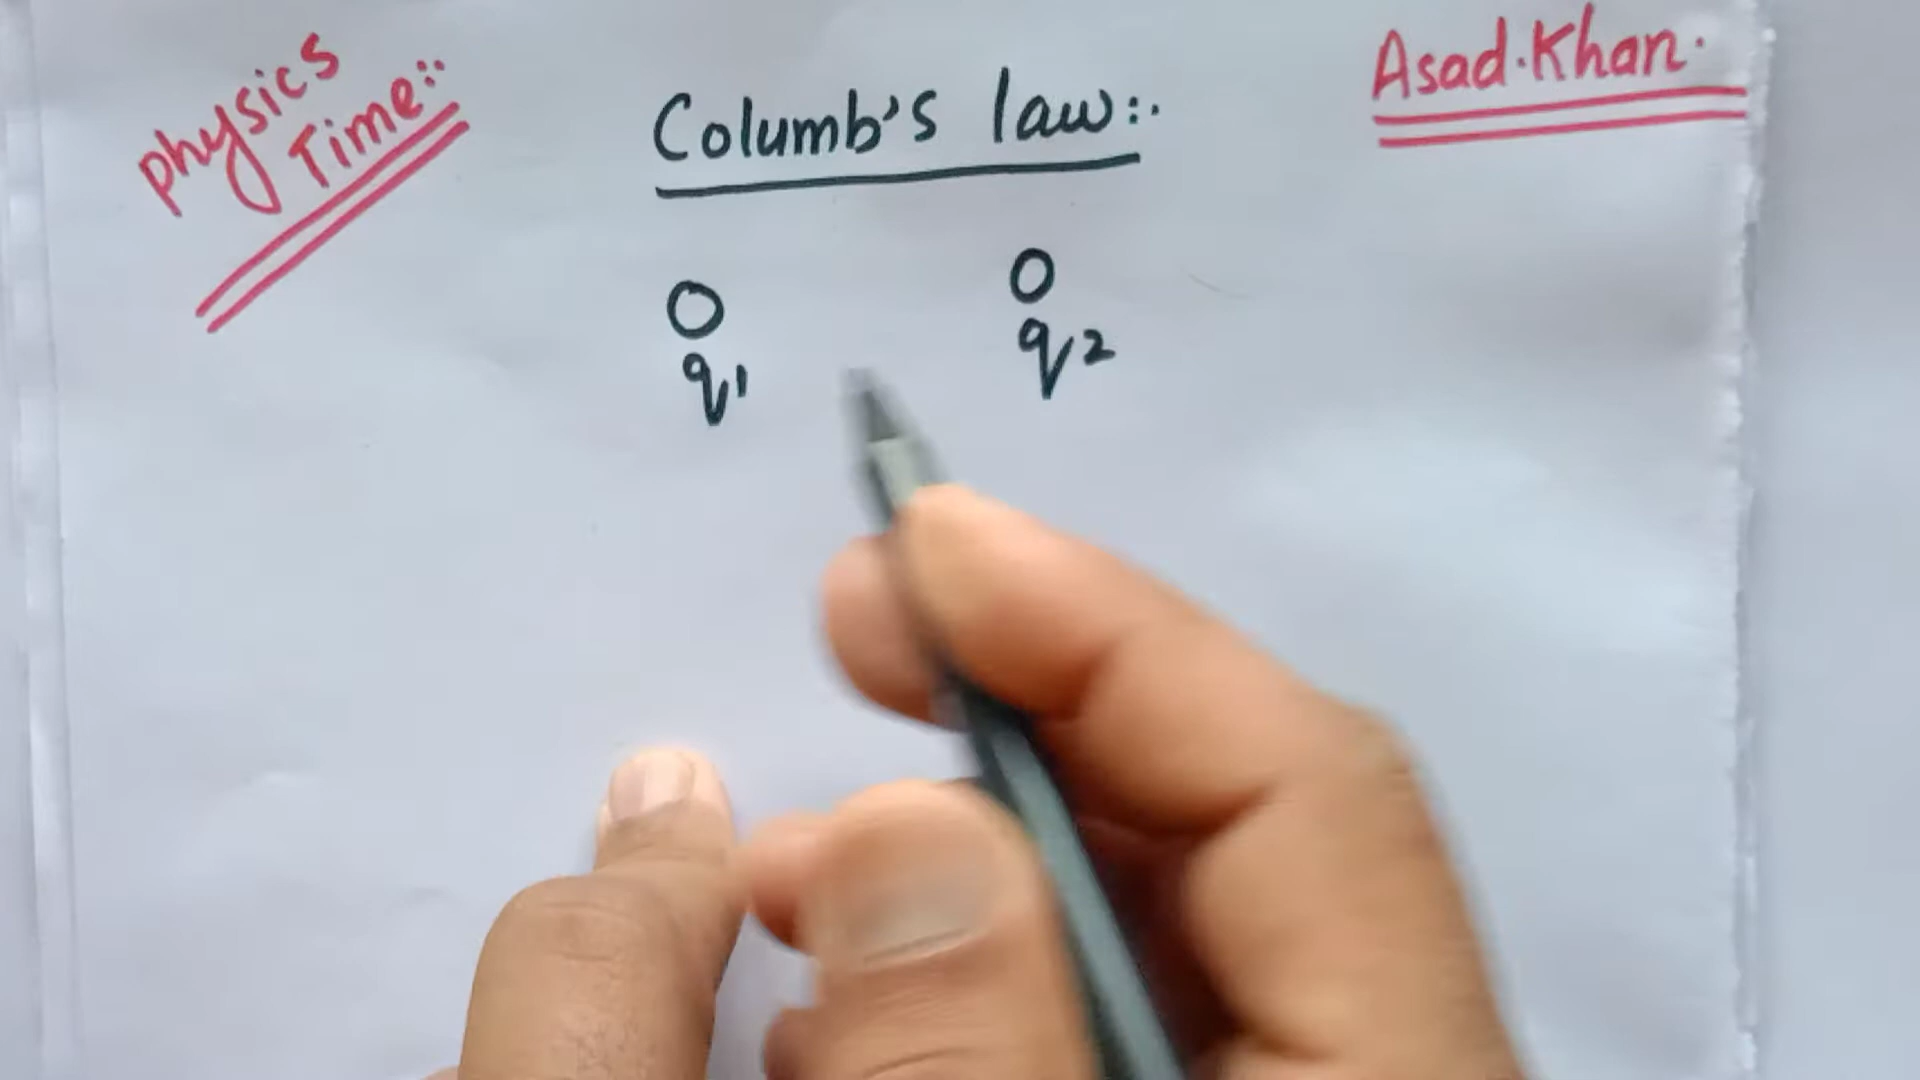 physics
Time::
Columb's law:.
Asad.Khan.
q1
q2